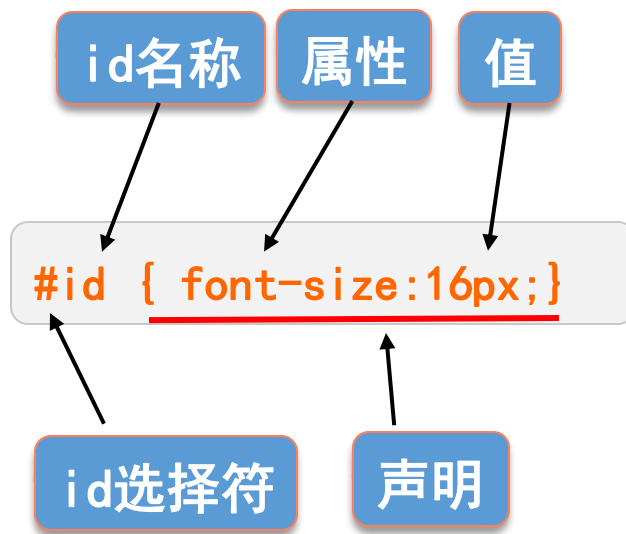 id名称
属性
值
#id { font-size:16px;}
id选择符
声明